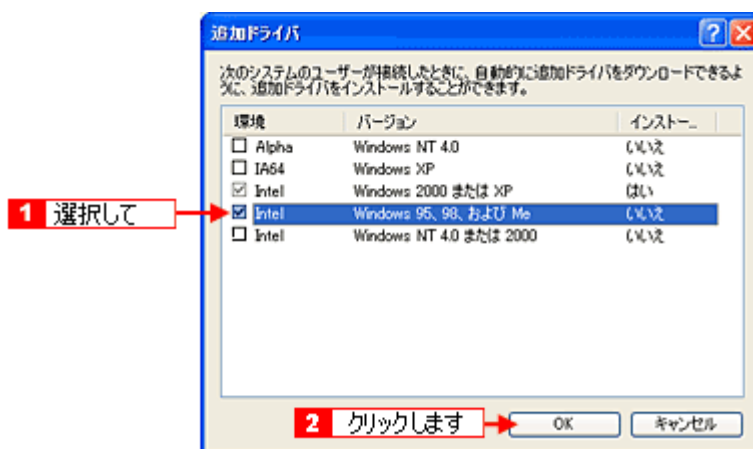 追加ドライバ
次のシステムのユーザーが接続したときに、自動的に追加ドライバをダウンロードできるよ
うに、追加ドライバをインストールすることができます。
環境 バージョン インストー...
Alpha Windows NT 4.0 いいえ
IA64 Windows XP いいえ
Intel Windows 2000 または XP はい
1 選択して
Intel Windows 95、98、および Me いいえ
Intel Windows NT 4.0 または 2000 いいえ
2 クリックします
OK キャンセル